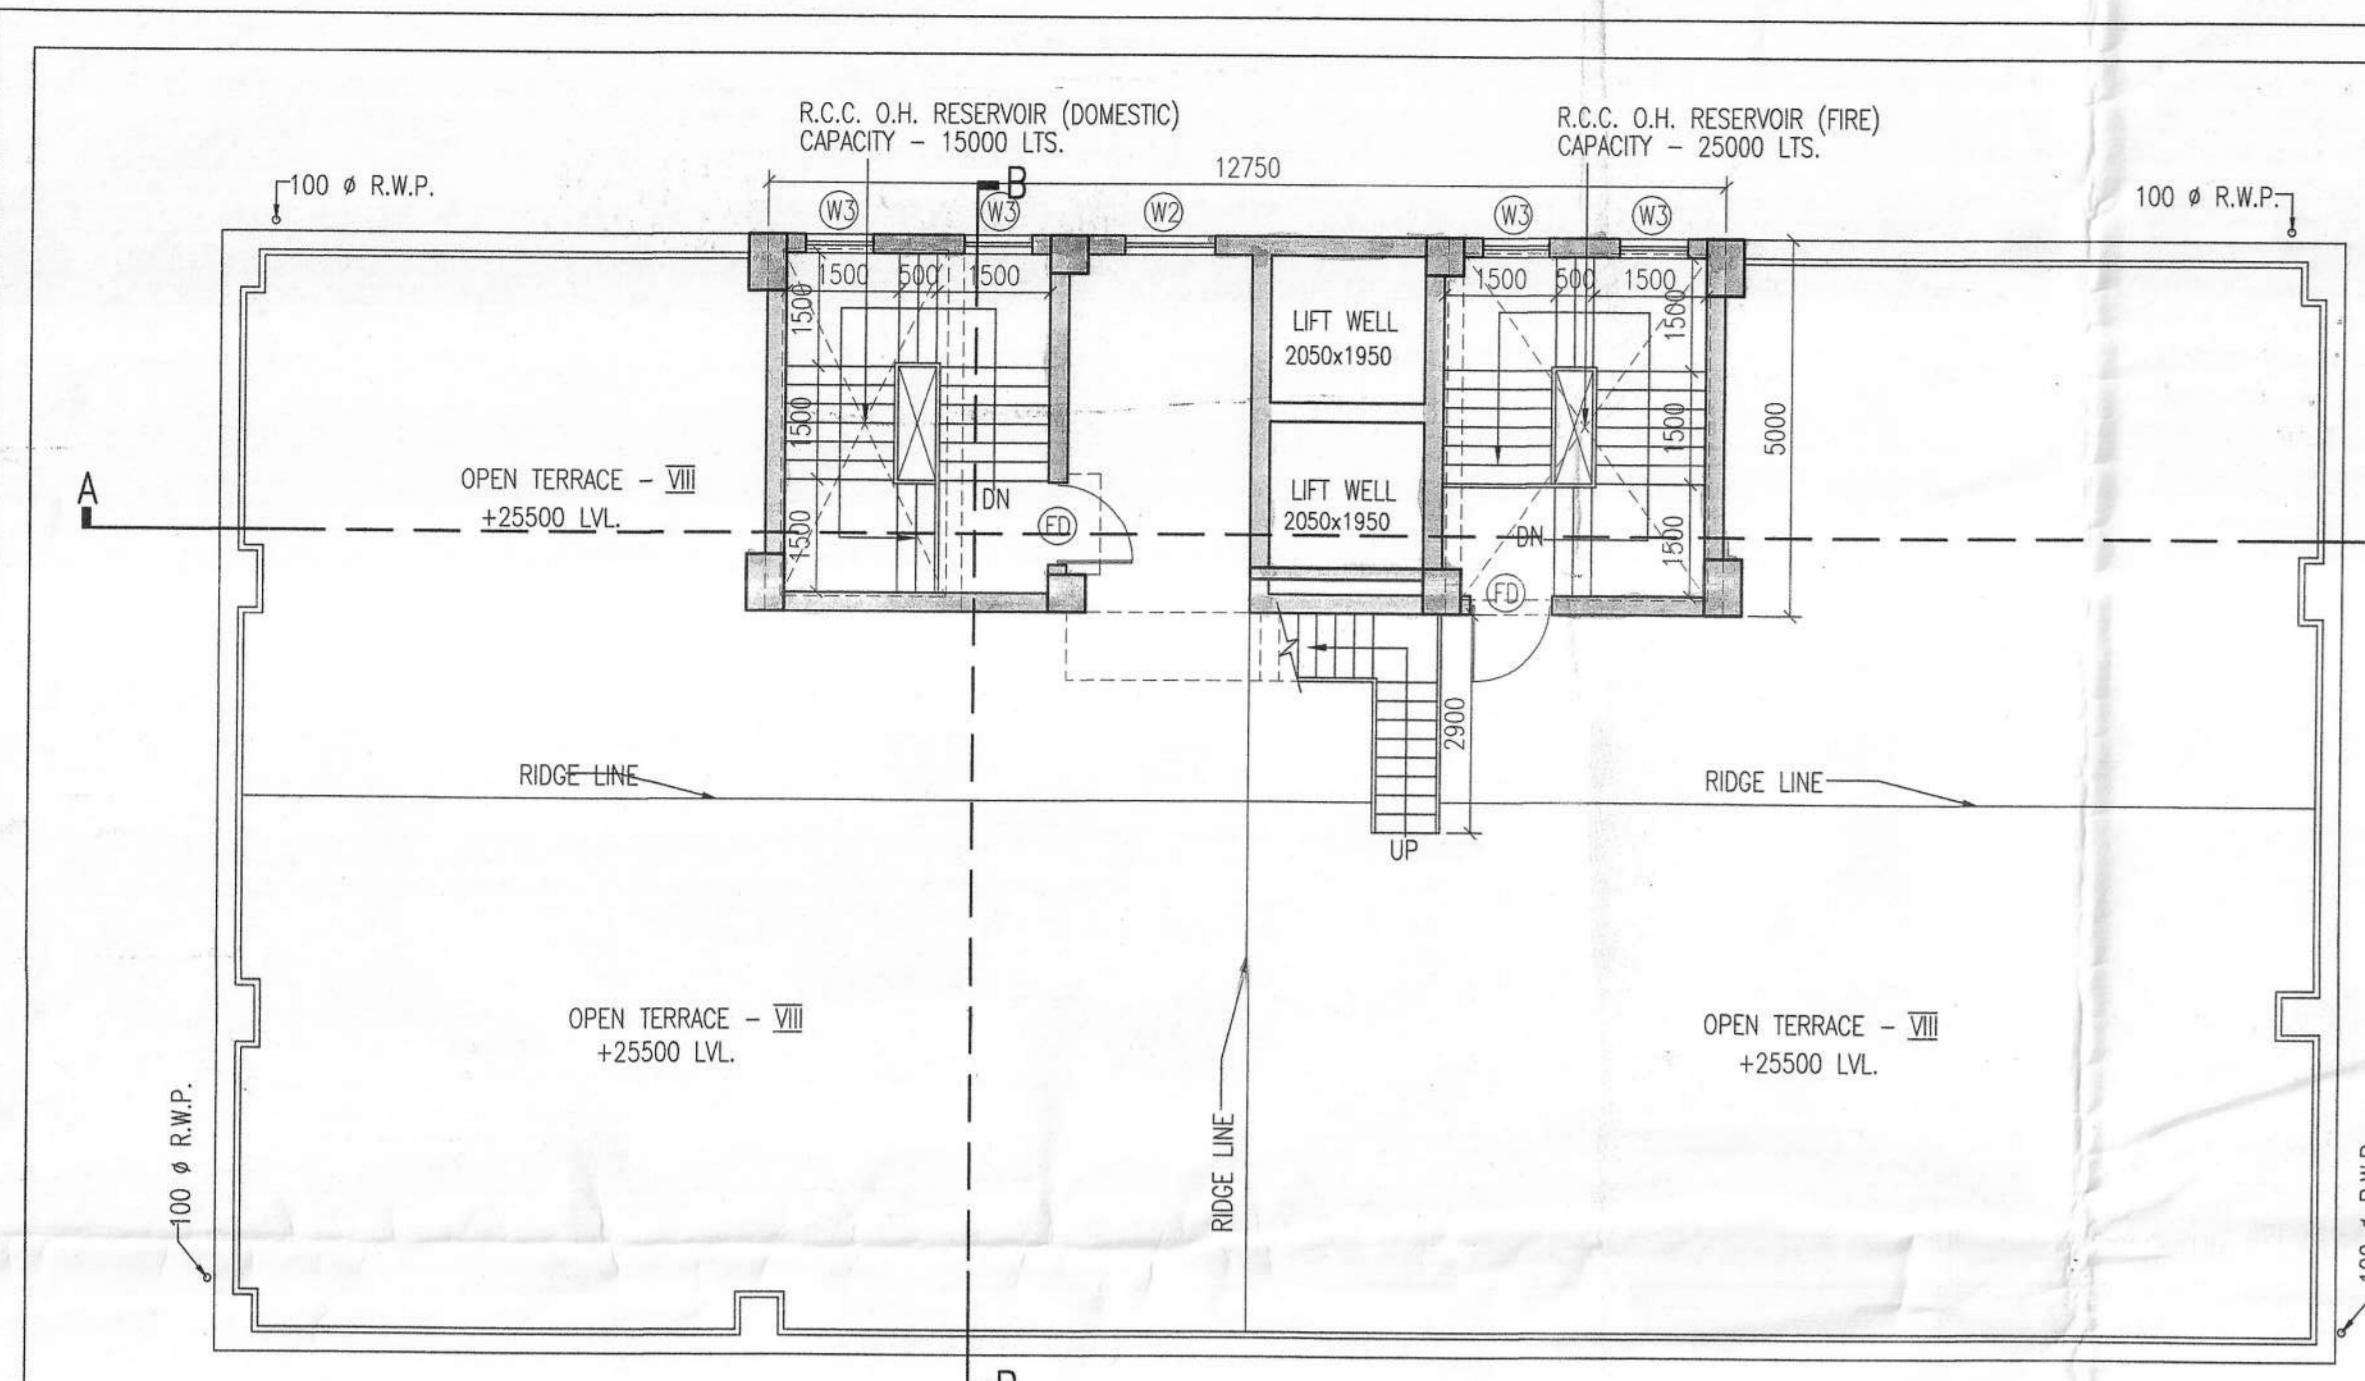 R.C.C. O.H. RESERVOIR (DOMESTIC)
CAPACITY - 15000 LTS.
R.C.C. O.H. RESERVOIR (FIRE)
CAPACITY - 25000 LTS.
12750
100 ø R.W.P.
B
100 ø R.W.P.
W3
W3
W2
W3
W3
1500
500
1500
1500
500
1500
1500
1500
1500
LIFT WELL
2050x1950
1500
1500
1500
5000
LIFT WELL
2050x1950
A
OPEN TERRACE - VIII
+25500 LVL.
DN
FD
DN
FD
2900
RIDGE LINE
RIDGE LINE
UP
OPEN TERRACE - VIII
+25500 LVL.
OPEN TERRACE - VIII
+25500 LVL.
RIDGE LINE
100 ø R.W.P.